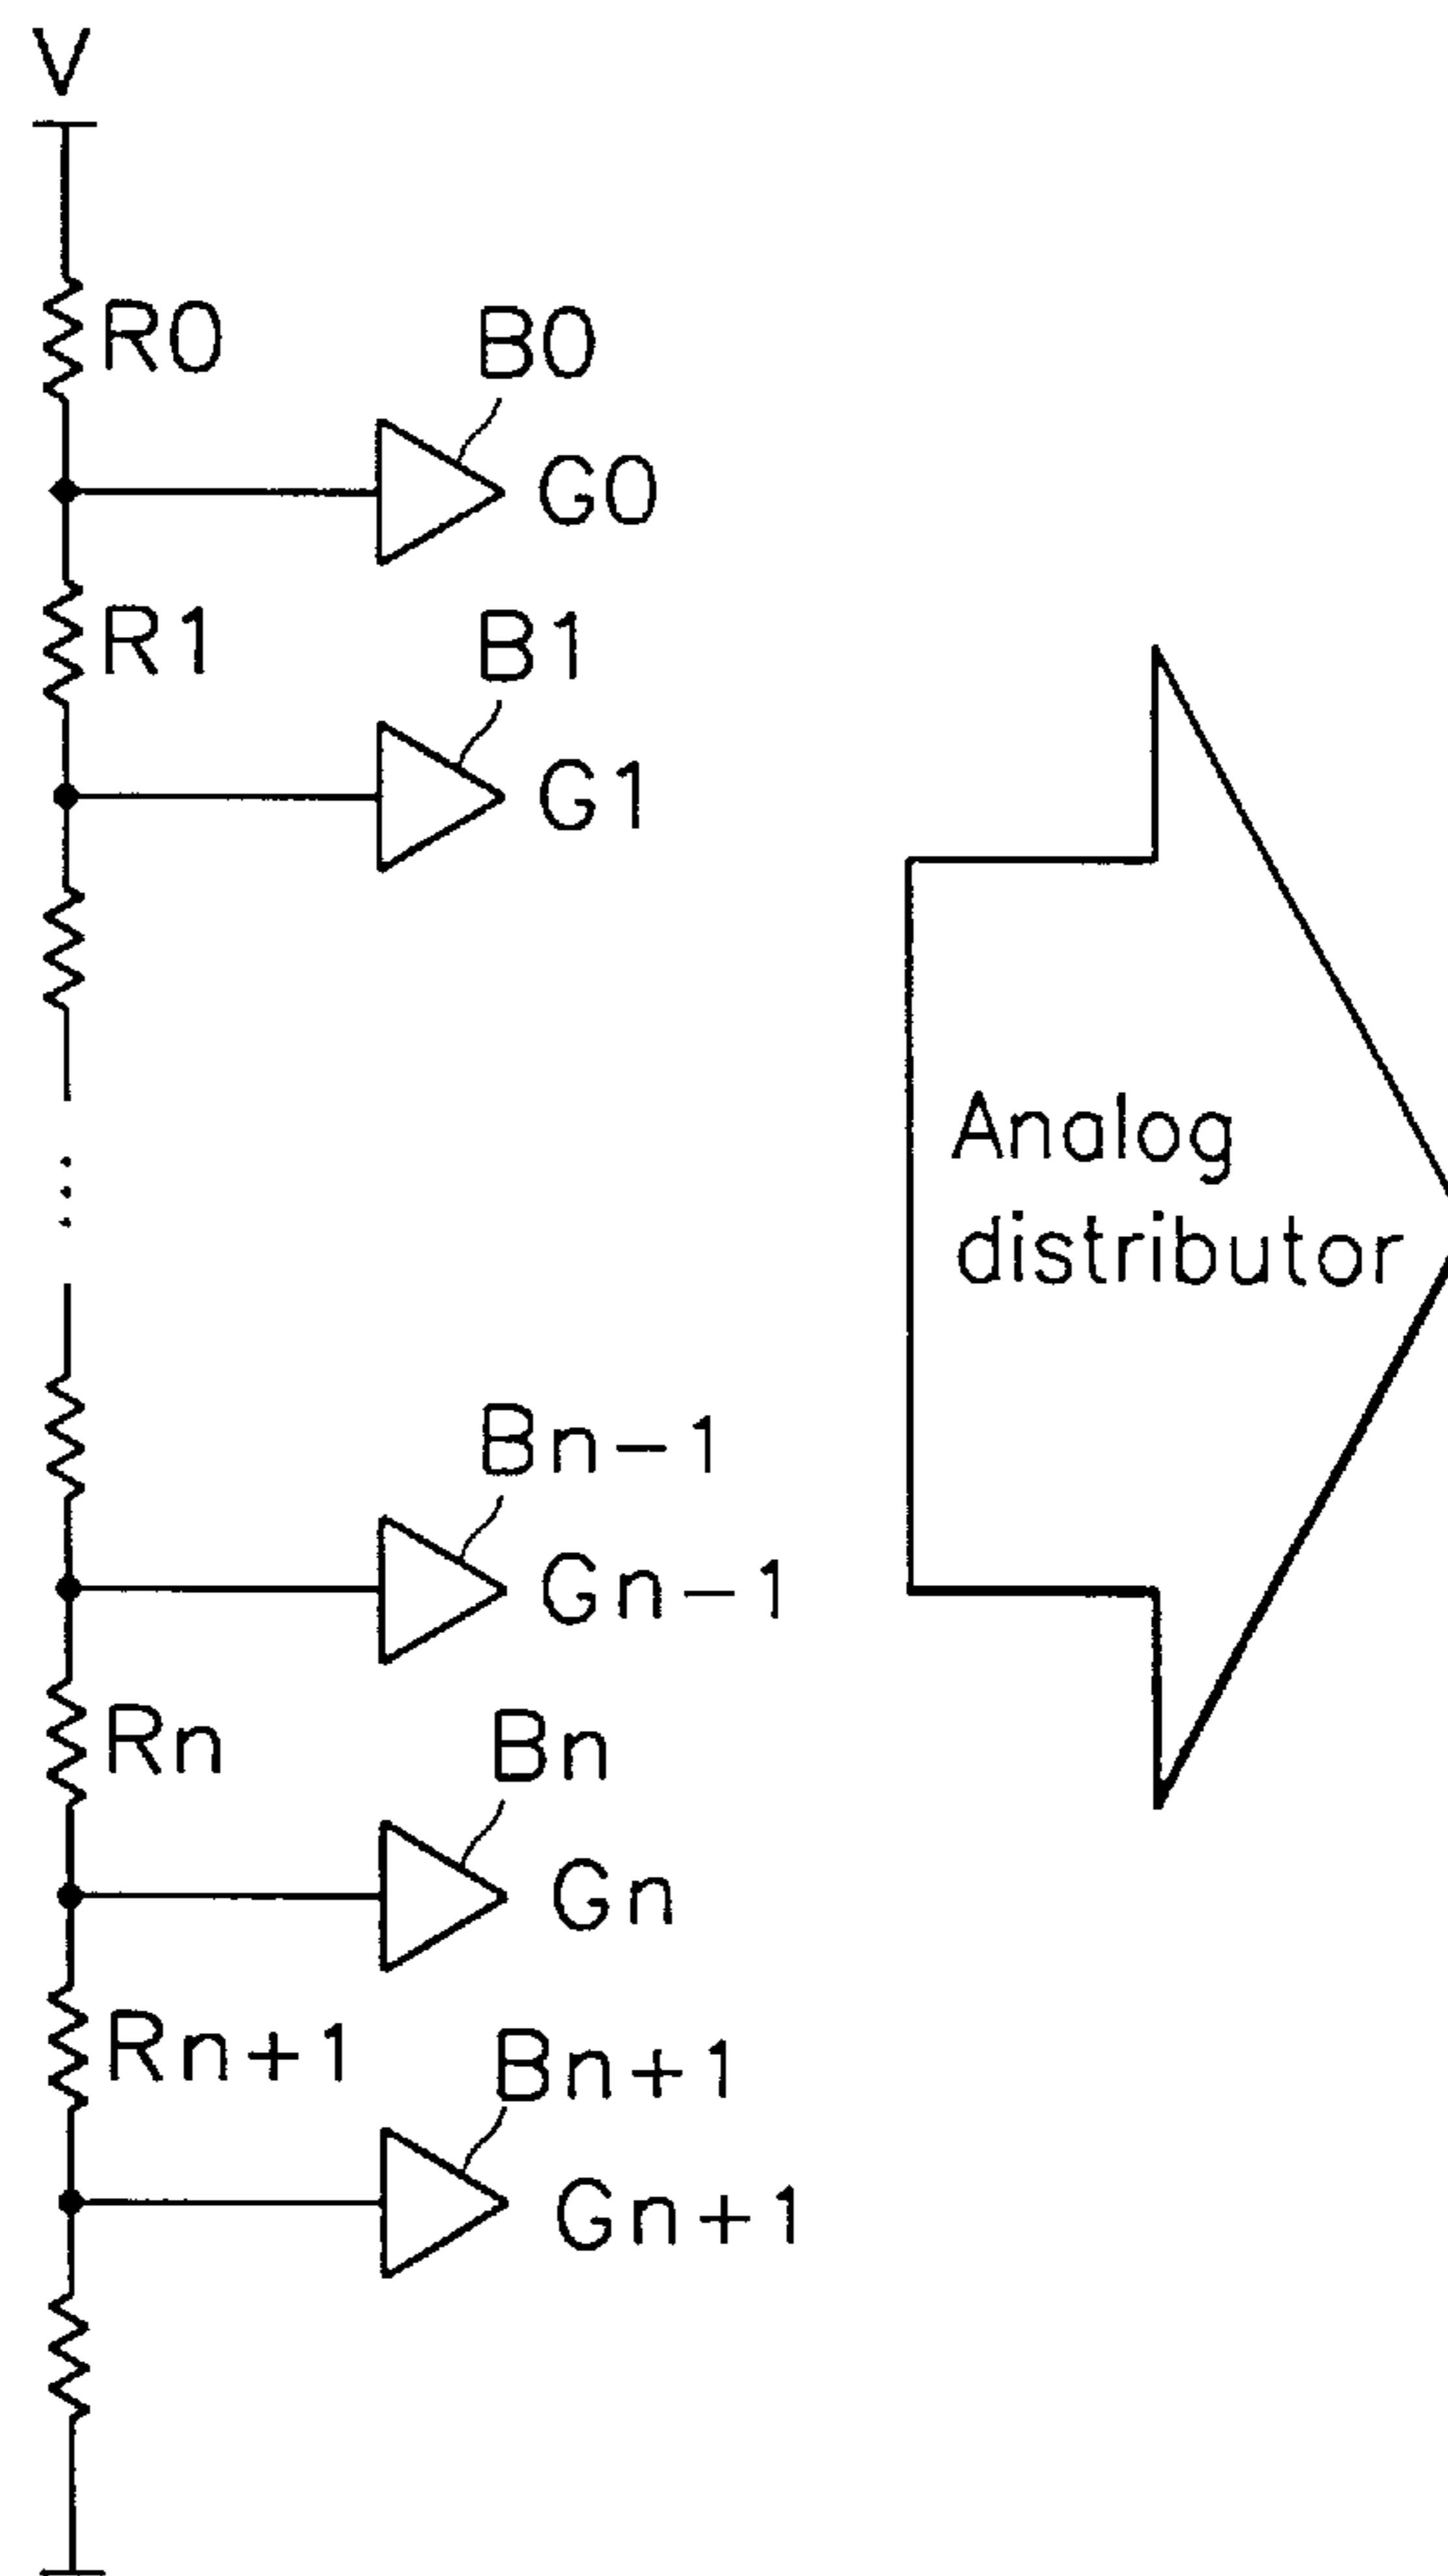 V
R0
B0
G0
R1
B1
G1
Analog
distributor
Bn-1
Gn-1
Rn
Bn
Gn
Rn+1
Bn+1
Gn+1